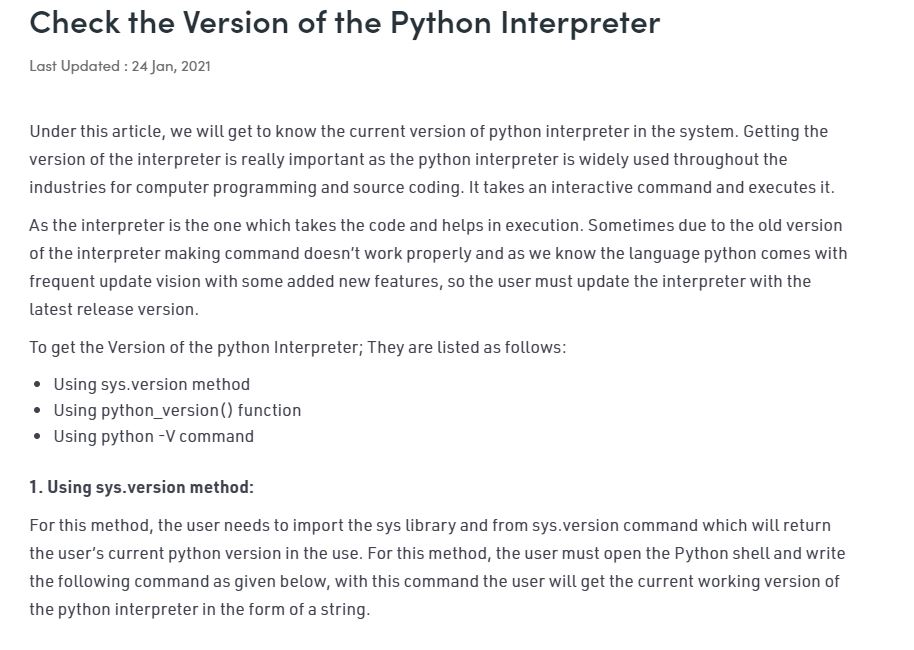 Check the Version of the Python Interpreter
Last Updated : 24 Jan, 2021
Under this article, we will get to know the current version of python interpreter in the system. Getting the
version of the interpreter is really important as the python interpreter is widely used throughout the
industries for computer programming and source coding. It takes an interactive command and executes it.
As the interpreter is the one which takes the code and helps in execution. Sometimes due to the old version
of the interpreter making command doesn't work properly and as we know the language python comes with
frequent update vision with some added new features, so the user must update the interpreter with the
latest release version.
To get the Version of the python Interpreter; They are listed as follows:
• Using sys.version method
• Using python_version() function
• Using python -V command
1. Using sys.version method:
For this method, the user needs to import the sys library and from sys.version command which will return
the user's current python version in the use. For this method, the user must open the Python shell and write
the following command as given below, with this command the user will get the current working version of
the python interpreter in the form of a string.